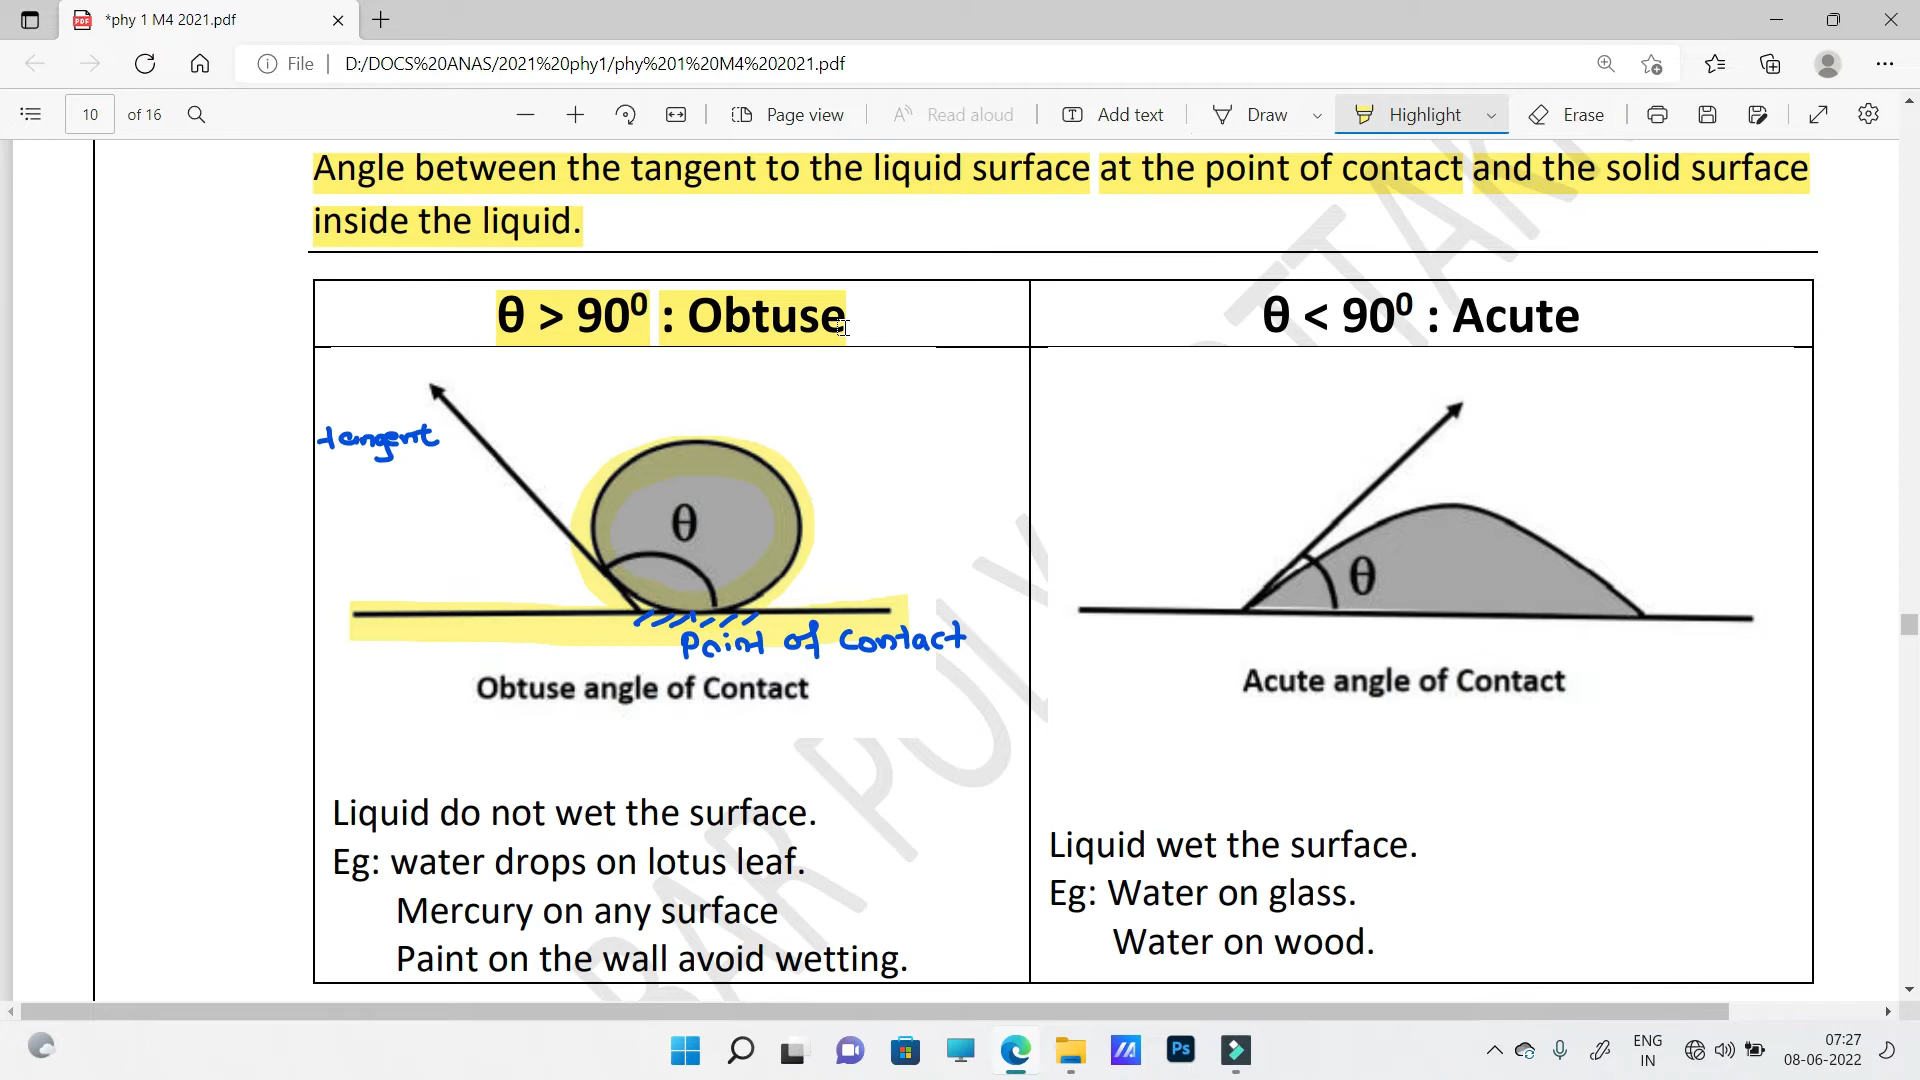 *phy 1 M4 2021.pdf
File
D:/DOCS%20ANAS/2021%20phy1/phy%201%20M4%202021.pdf
10 of 16
Page view
Read aloud
Add text
Draw
Highlight
Erase
Angle between the tangent to the liquid surface at the point of contact and the solid surface
inside the liquid.
θ > 90⁰ : Obtuse
tangent
θ
Point of Contact
Obtuse angle of Contact
Liquid do not wet the surface.
Eg: water drops on lotus leaf.
Mercury on any surface
Paint on the wall avoid wetting.
θ < 90⁰ : Acute
θ
Acute angle of Contact
Liquid wet the surface.
Eg: Water on glass.
Water on wood.
Ps
ENG
IN
07:27
08-06-2022